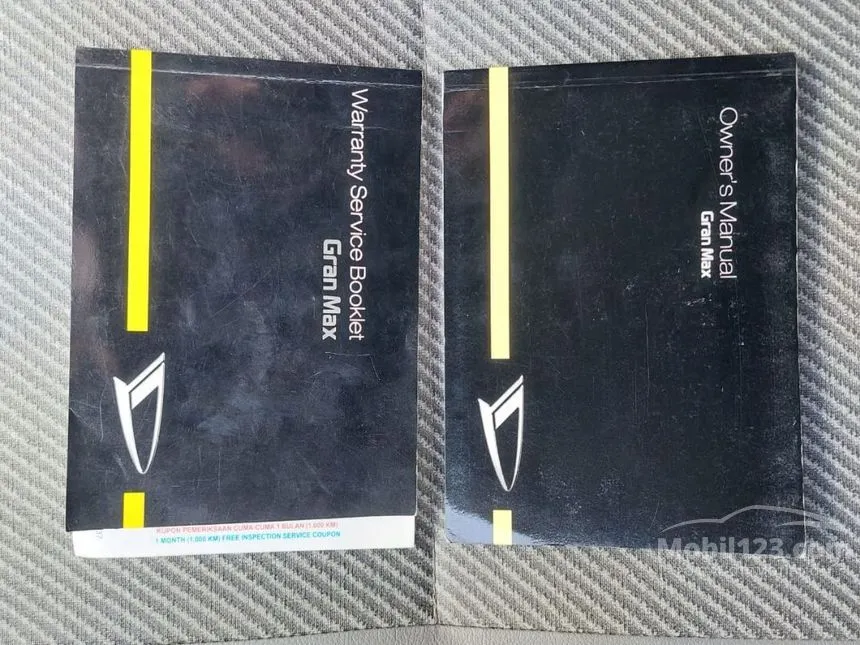 Warranty Service Booklet
Gran Max
KUPON PEMERIKSAAN CUMA-CUMA 1 BULAN (1.000 KM)
1 MONTH (1.000 KM) FREE INSPECTION SERVICE COUPON
Owner's Manual
Gran Max
Mobil123.com